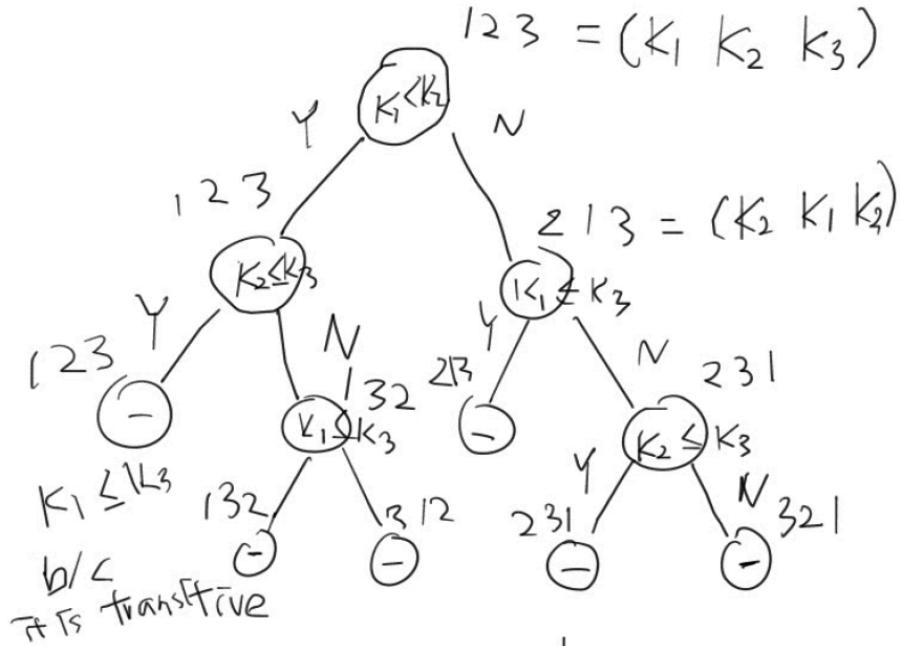 123 = (K₁ K₂ K₃)
K₁<K₂
Y N
123
213 = (K₂ K₁ K₃)
K₂≤K₃
K₁≤K₃
Y N Y N
123
132
213
231
K₁≤K₃
K₂≤K₃
Y N
132 312 231 321
K₁≤K₃
b/c
it is transitive